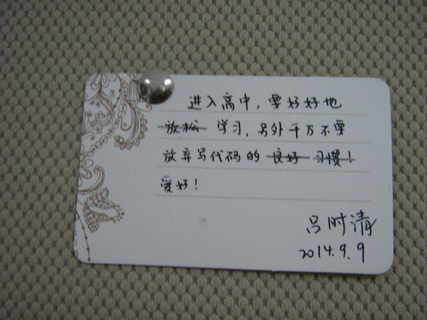 进入高中，要好好地
放松 学习，另外千万不要
放弃写代码的 良好 习惯！
爱好！
吕时清
2014.9.9